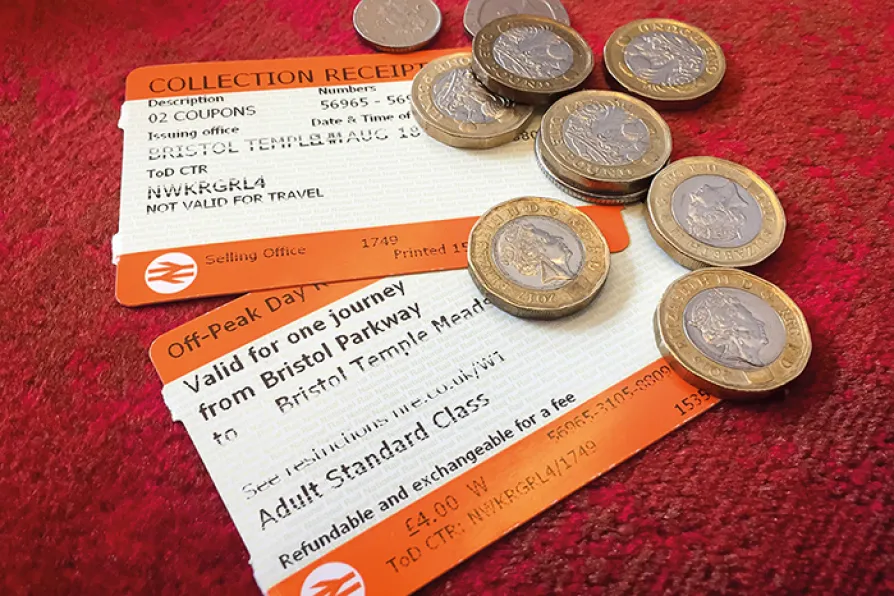 COLLECTION RECEIPT
Description Numbers
02 COUPONS 56965 - 56
Issuing office Date & Time of
BRISTOL TEMPLE AUG 18
ToD CTR
NWKRGRL4
NOT VALID FOR TRAVEL
Selling Office 1749 Printed 15
Off-Peak Day
Valid for one journey
from Bristol Parkway
to Bristol Temple Meads
See restrictions nre.co.uk/W1
Adult Standard Class
Refundable and exchangeable for a fee
56965-3105-8809 1539
£4.00 W
ToD CTR: NWKRGRL4/1749